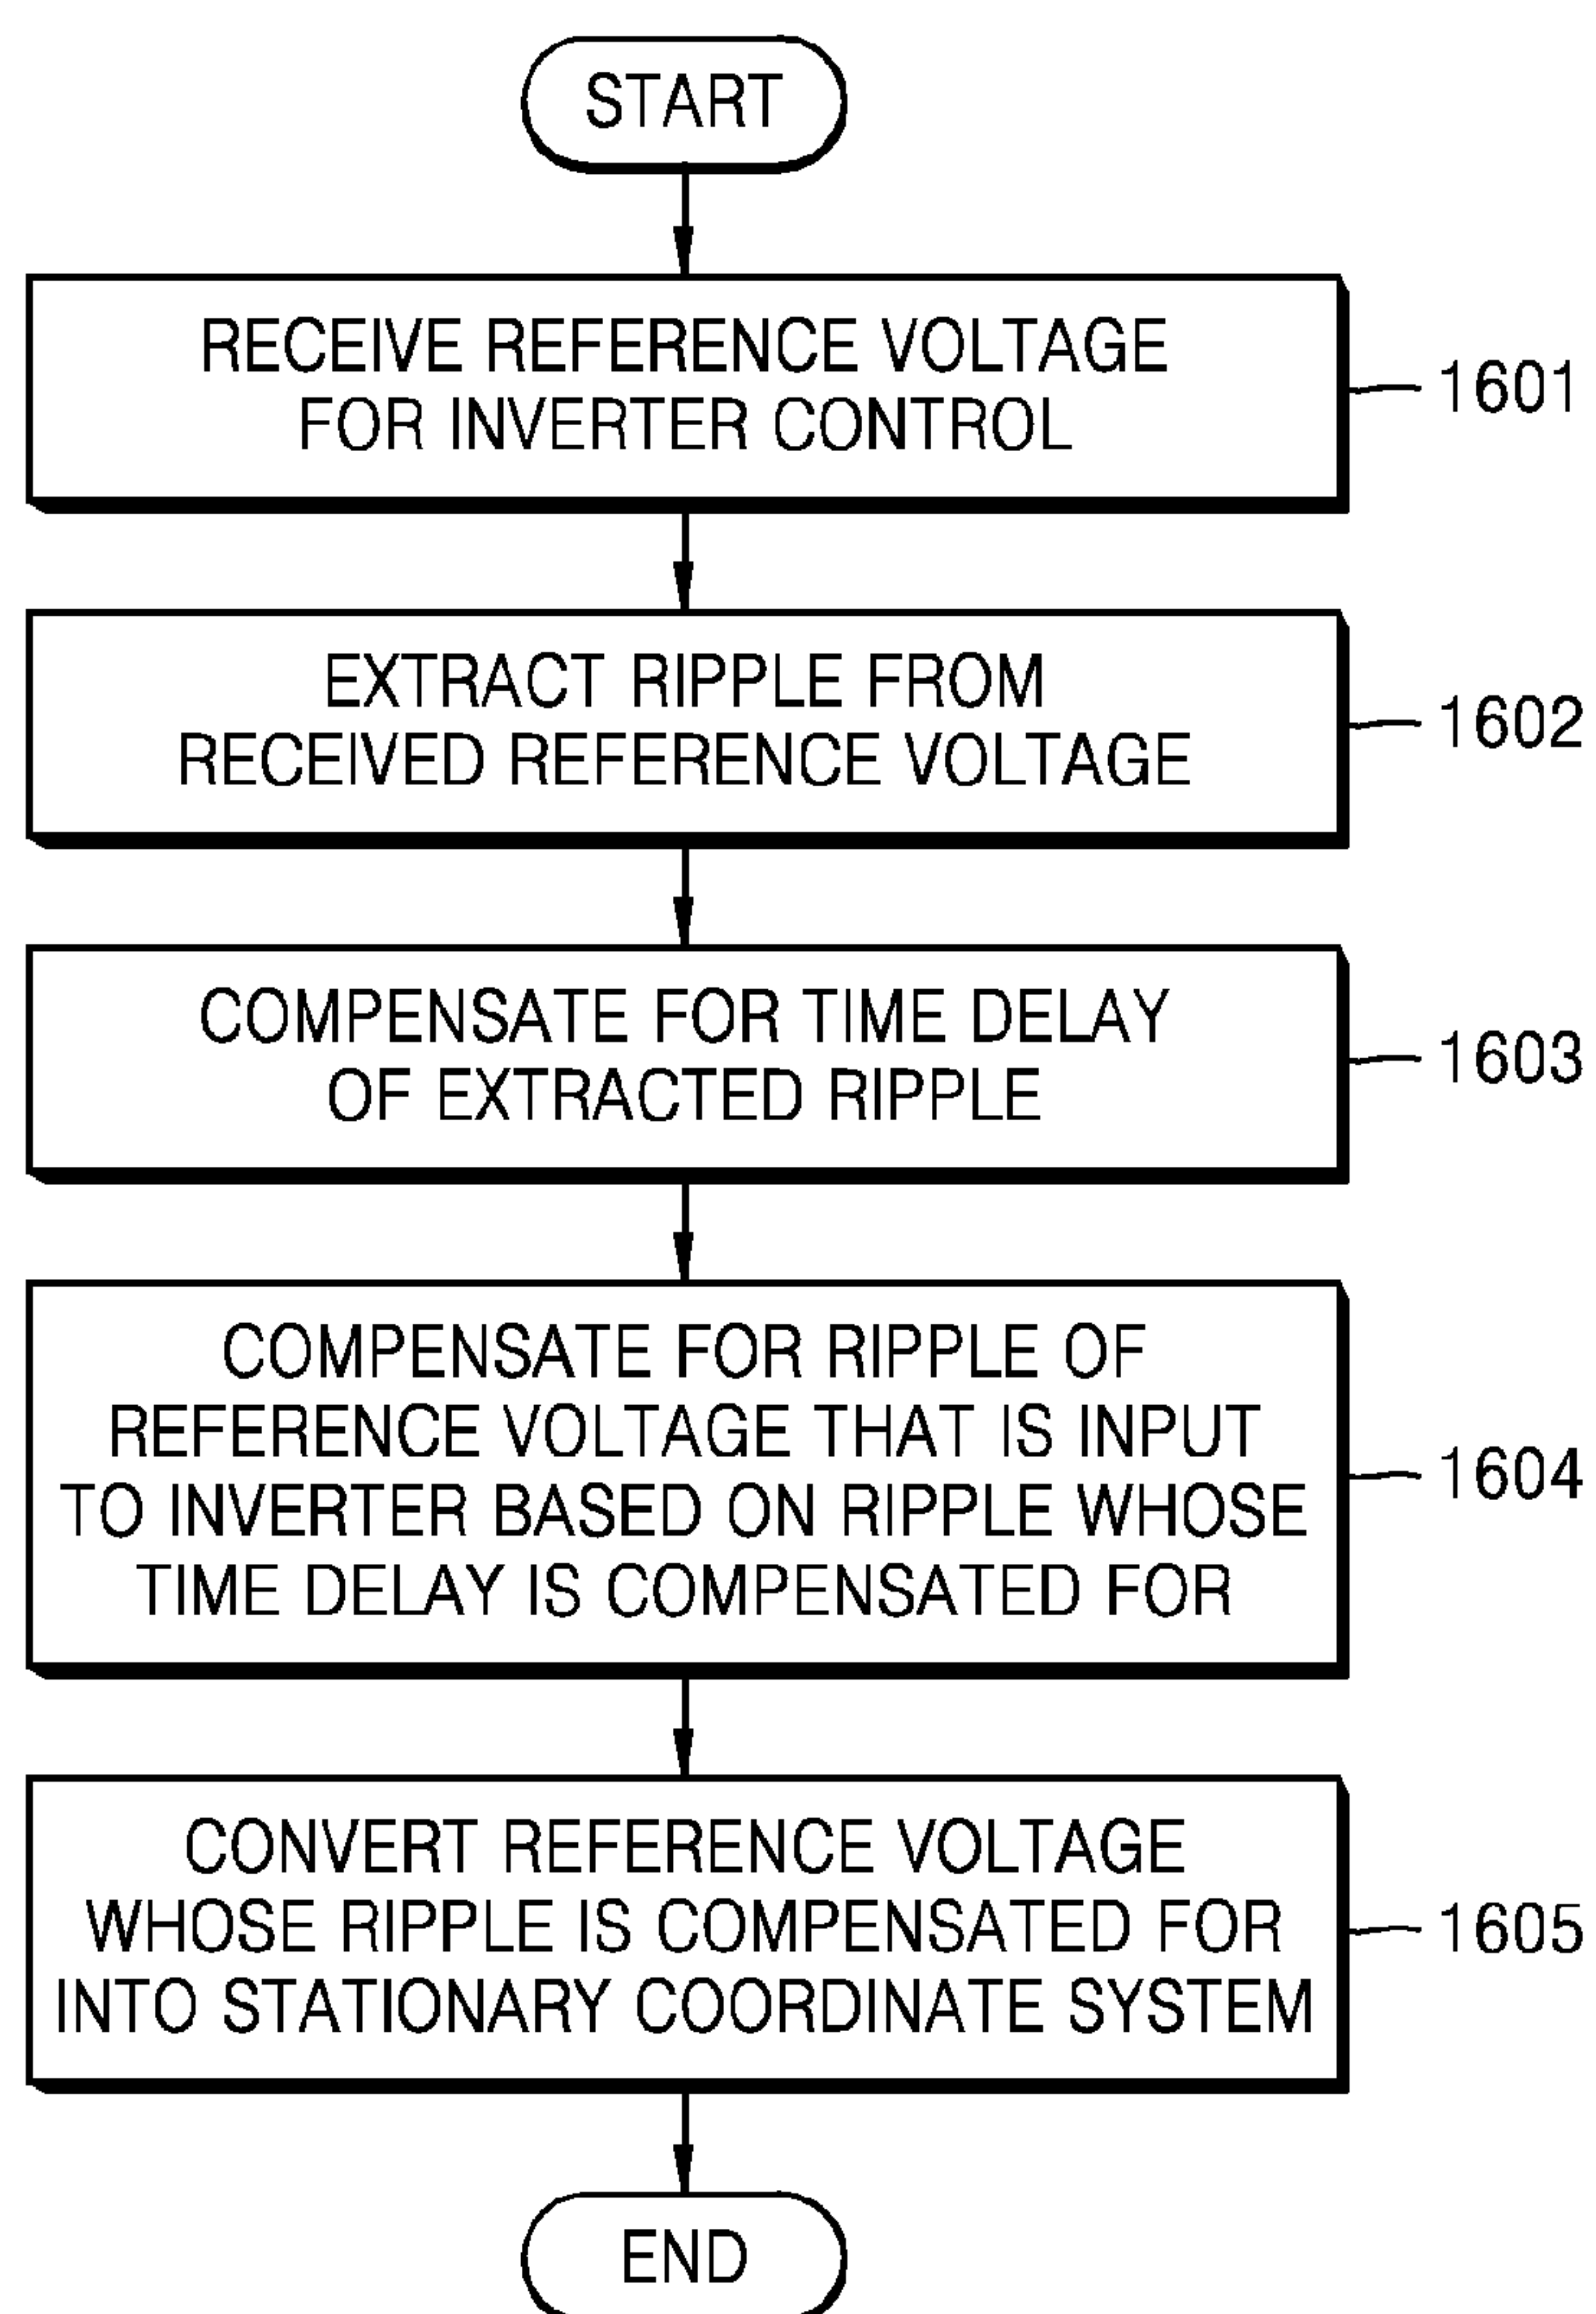 START
RECEIVE REFERENCE VOLTAGE
FOR INVERTER CONTROL
1601
EXTRACT RIPPLE FROM
RECEIVED REFERENCE VOLTAGE
1602
COMPENSATE FOR TIME DELAY
OF EXTRACTED RIPPLE
1603
COMPENSATE FOR RIPPLE OF
REFERENCE VOLTAGE THAT IS INPUT
TO INVERTER BASED ON RIPPLE WHOSE
TIME DELAY IS COMPENSATED FOR
1604
CONVERT REFERENCE VOLTAGE
WHOSE RIPPLE IS COMPENSATED FOR
INTO STATIONARY COORDINATE SYSTEM
1605
END